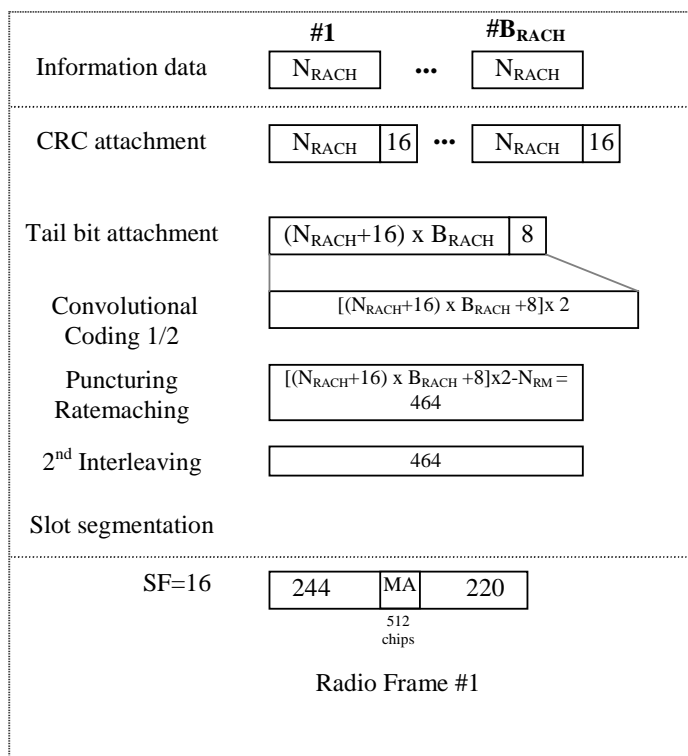 #1 #B_RACH
Information data N_RACH ••• N_RACH
CRC attachment N_RACH 16 ••• N_RACH 16
Tail bit attachment (N_RACH+16) x B_RACH 8
Convolutional
Coding 1/2
[(N_RACH+16) x B_RACH +8]x 2
Puncturing
Ratemaching
[(N_RACH+16) x B_RACH +8]x2-N_RM =
464
2nd Interleaving 464
Slot segmentation
SF=16 244 MA 220
512
chips
Radio Frame #1